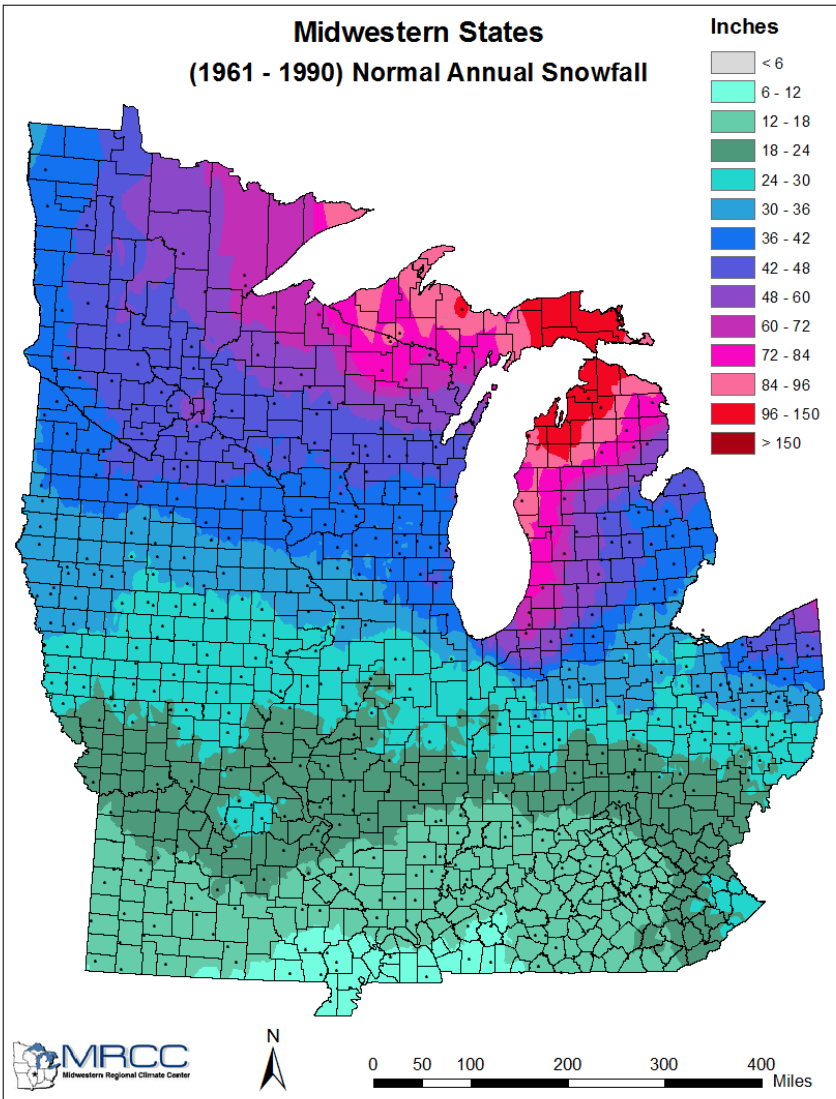 Midwestern States
(1961 - 1990) Normal Annual Snowfall
Inches
< 6
6 - 12
12 - 18
18 - 24
24 - 30
30 - 36
36 - 42
42 - 48
48 - 60
60 - 72
72 - 84
84 - 96
96 - 150
> 150
MRCC
Midwestern Regional Climate Center
N
0 50 100 200 300 400
Miles